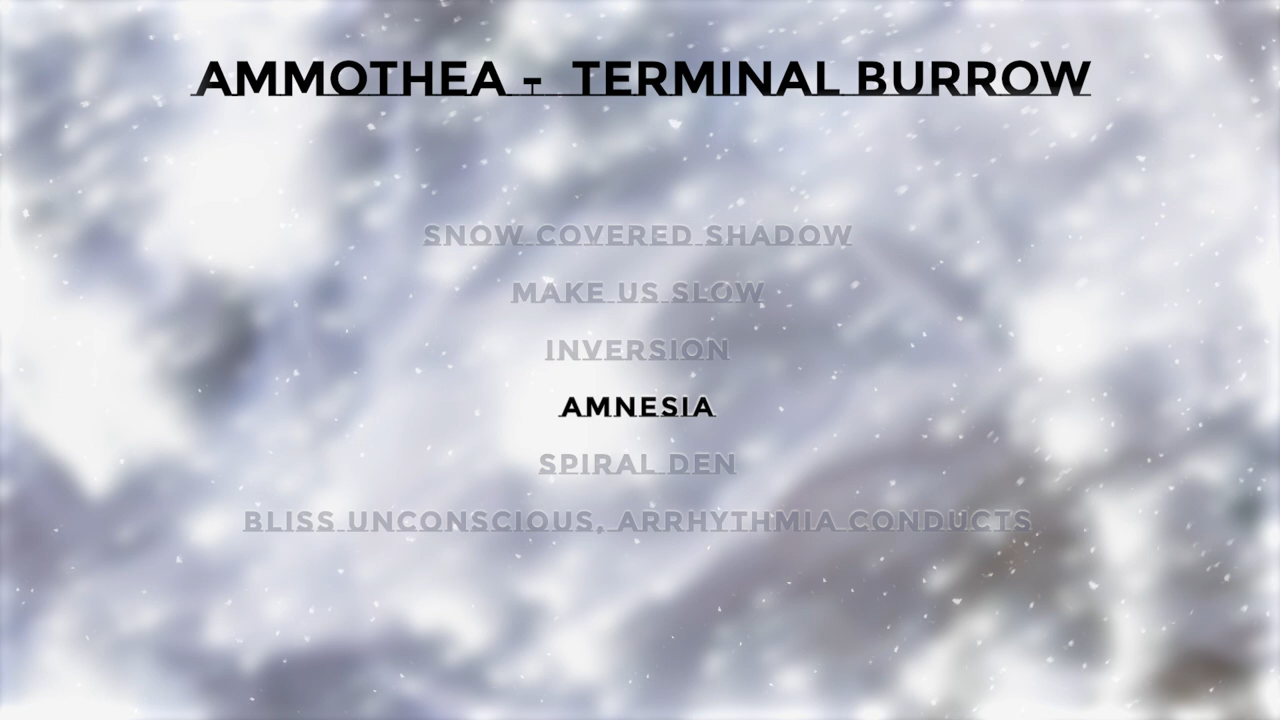 AMMOTHEA - TERMINAL BURROW
SNOW COVERED SHADOW
MAKE US SLOW
INVERSION
AMNESIA
SPIRAL DEN
BLISS UNCONSCIOUS, ARRHYTHMIA CONDUCTS